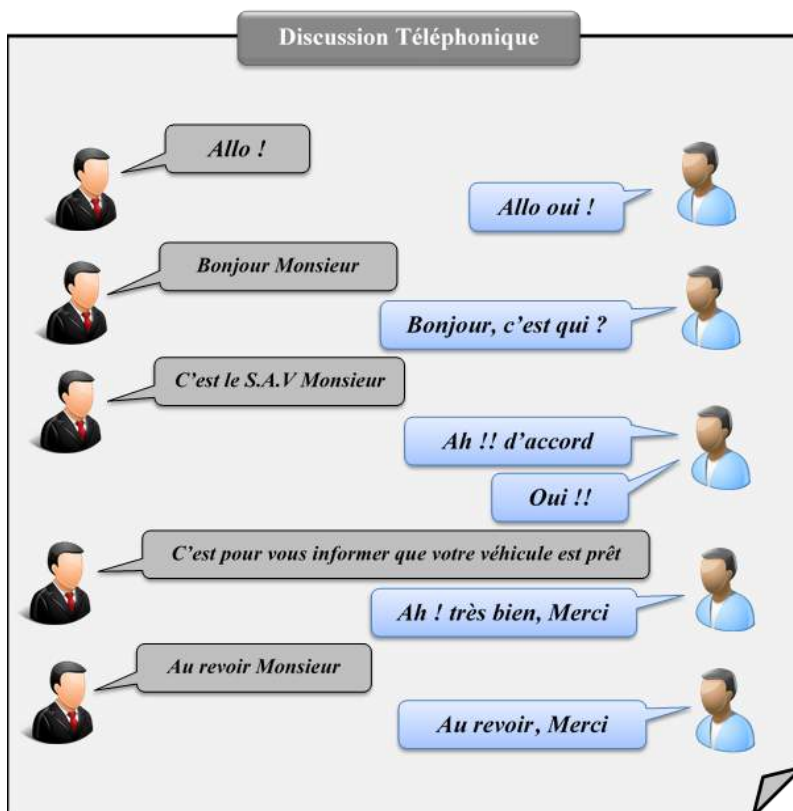 Discussion Téléphonique
Allo !
Allo oui !
Bonjour Monsieur
Bonjour, c’est qui ?
C’est le S.A.V Monsieur
Ah !! d’accord
Oui !!
C’est pour vous informer que votre véhicule est prêt
Ah ! très bien, Merci
Au revoir Monsieur
Au revoir, Merci